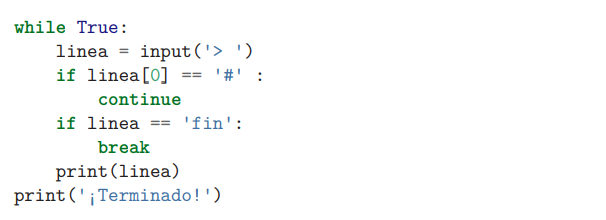 while True:
    linea = input('> ')
    if linea[0] == '#' :
        continue
    if linea == 'fin':
        break
    print(linea)
print('¡Terminado!')